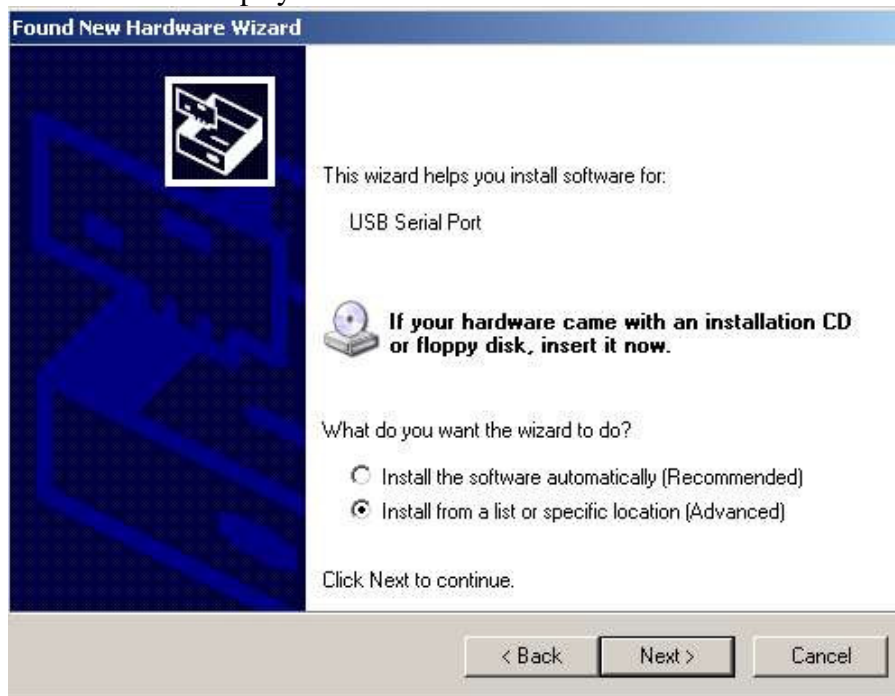 Found New Hardware Wizard
This wizard helps you install software for:
USB Serial Port
If your hardware came with an installation CD
or floppy disk, insert it now.
What do you want the wizard to do?
Install the software automatically (Recommended)
Install from a list or specific location (Advanced)
Click Next to continue.
< Back
Next >
Cancel